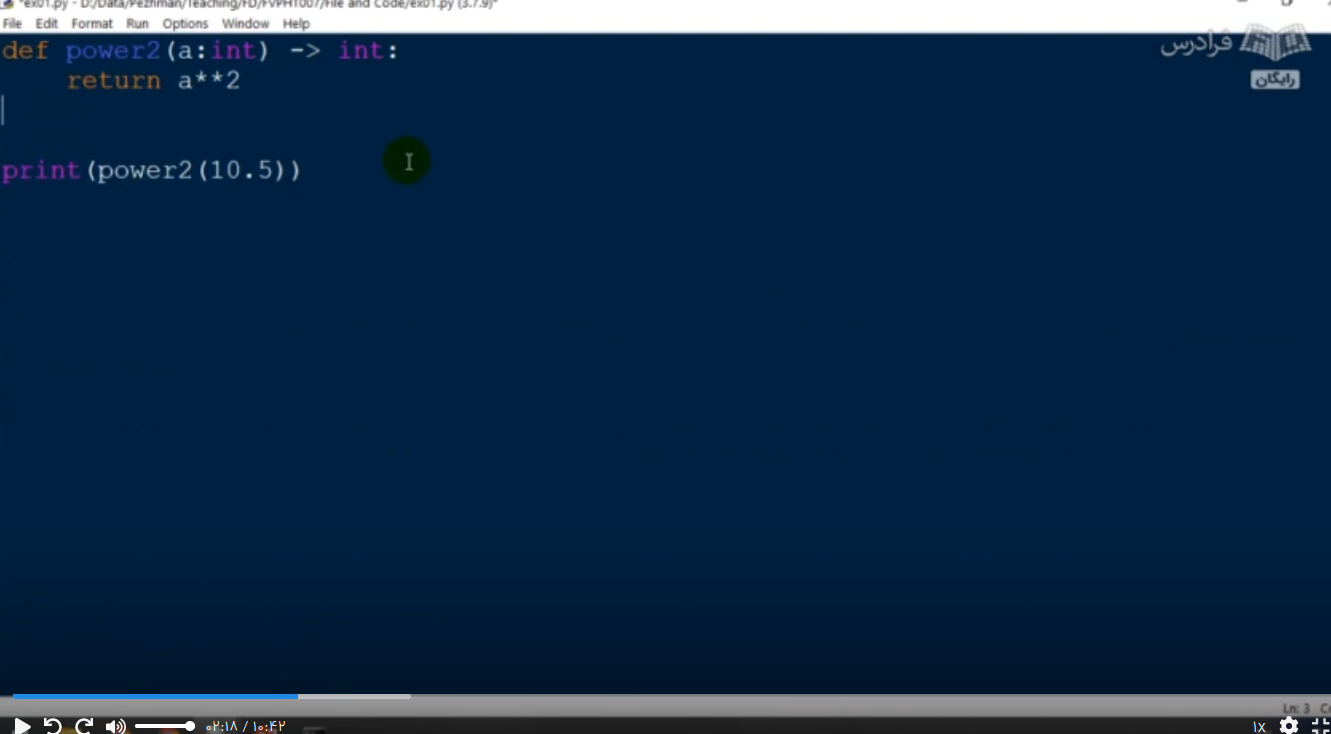 *ex01.py - D:/Data/Pezhman/Teaching/FD/FVPHT007/File and Code/ex01.py (3.7.9)*
File Edit Format Run Options Window Help
def power2(a:int) -> int:
    return a**2
print(power2(10.5))
فرادرس
رایگان
Ln: 3
۰۲:۱۸ / ۱۰:۴۲
۱x